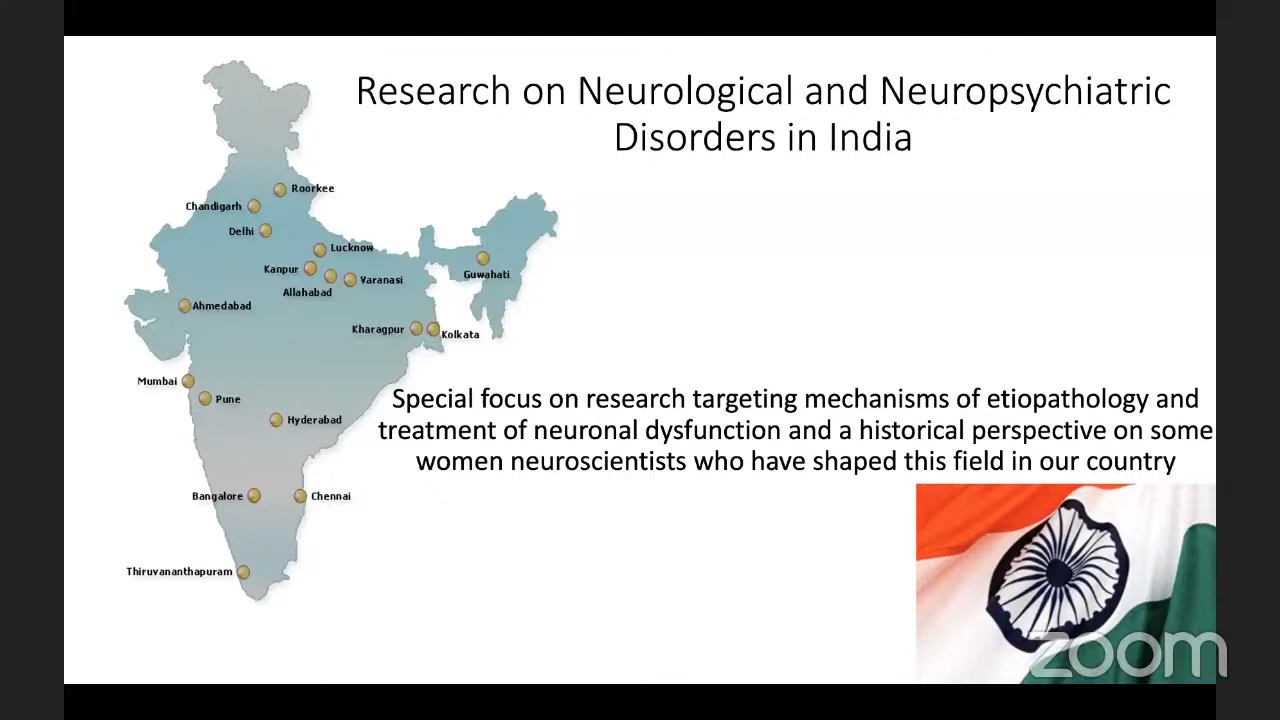 Research on Neurological and Neuropsychiatric
Disorders in India
Roorkee
Chandigarh
Delhi
Lucknow
Kanpur
Varanasi
Allahabad
Guwahati
Ahmedabad
Kharagpur
Kolkata
Mumbai
Pune
Hyderabad
Special focus on research targeting mechanisms of etiopathology and
treatment of neuronal dysfunction and a historical perspective on some
women neuroscientists who have shaped this field in our country
Bangalore
Chennai
Thiruvananthapuram
zoom